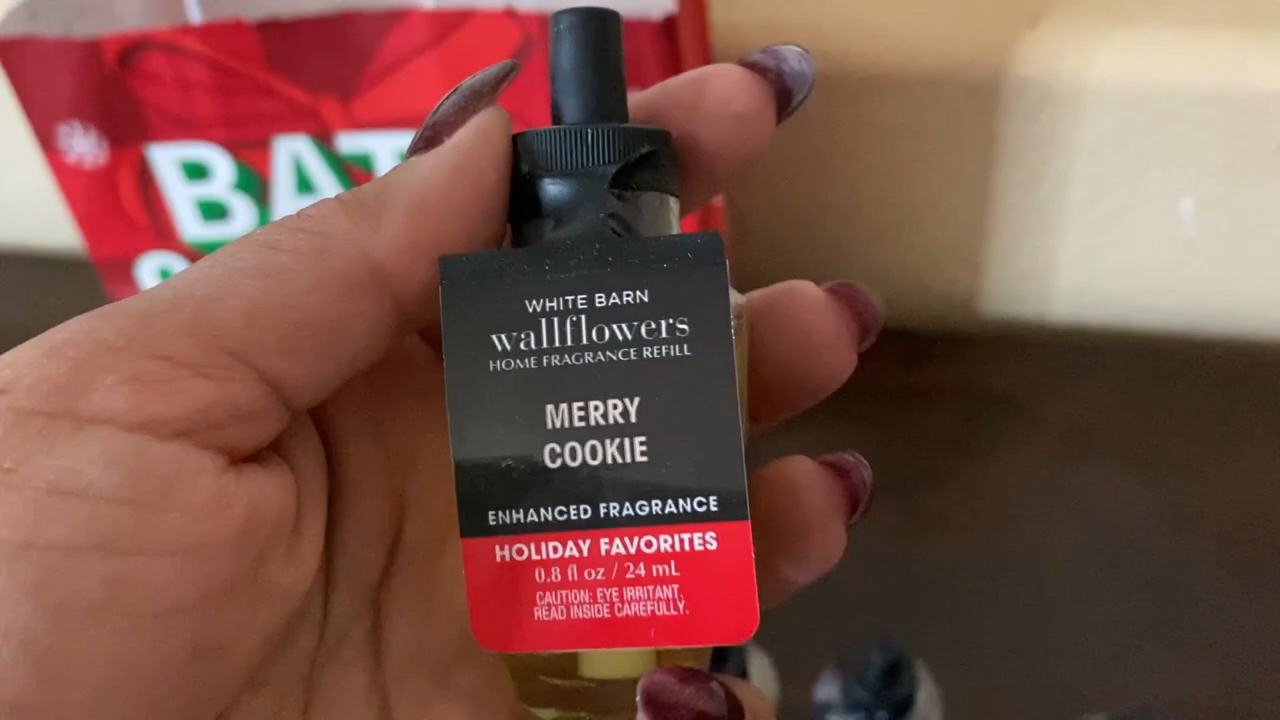 BAT
WHITE BARN
wallflowers
HOME FRAGRANCE REFILL
MERRY
COOKIE
ENHANCED FRAGRANCE
HOLIDAY FAVORITES
0.8 fl oz / 24 mL
CAUTION: EYE IRRITANT,
READ INSIDE CAREFULLY.